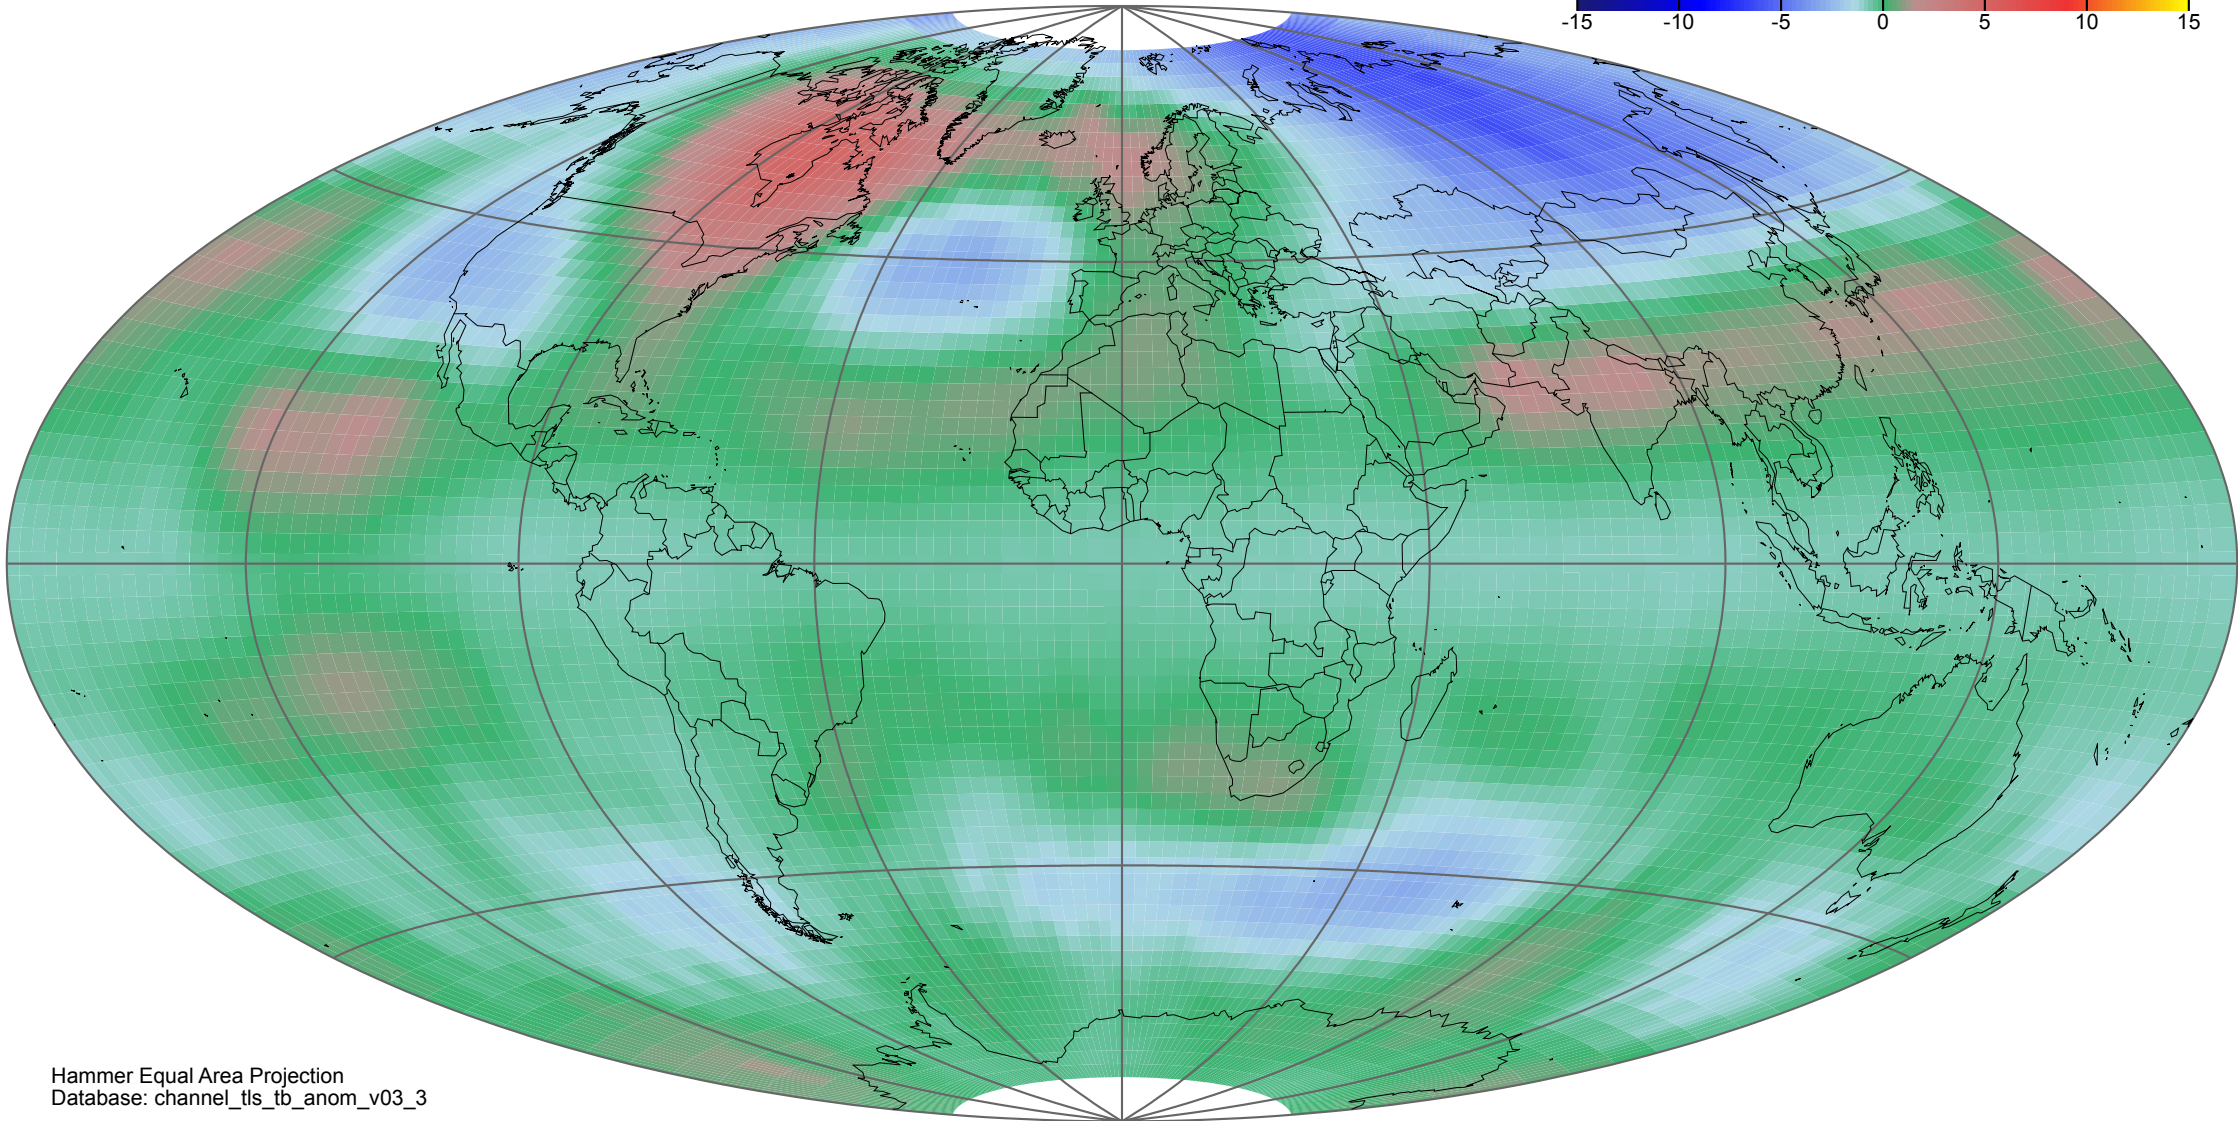 -15 -10 -5 0 5 10 15
Hammer Equal Area Projection
Database: channel_tls_tb_anom_v03_3